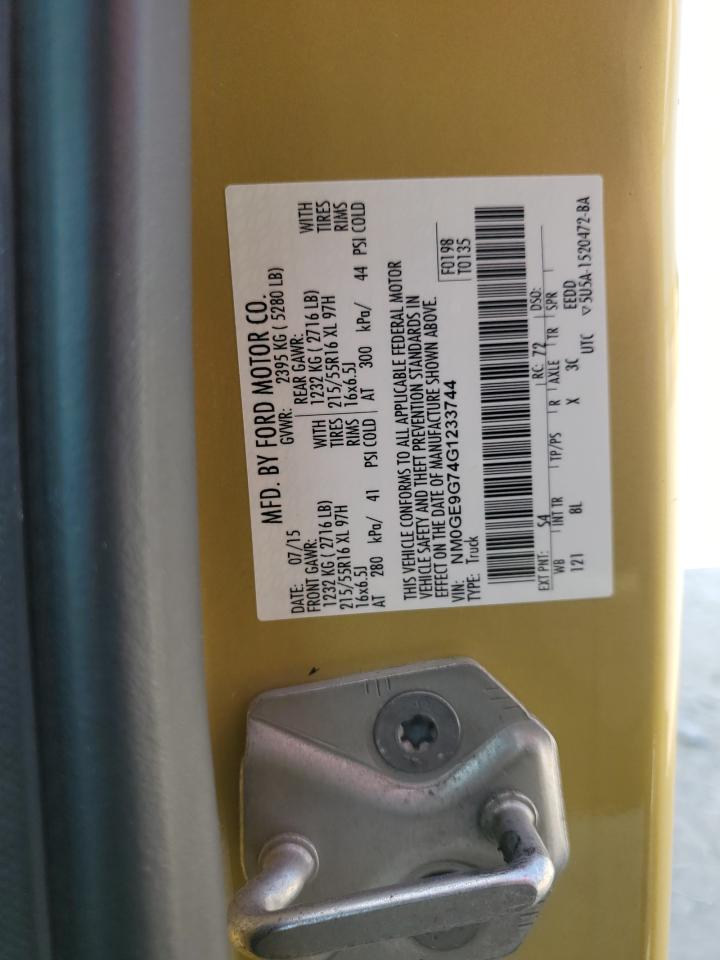 MFD. BY FORD MOTOR CO.
DATE: 07/15 GVWR: 2395 KG ( 5280 LB)
FRONT GAWR: REAR GAWR:
1232 KG ( 2716 LB) WITH 1232 KG ( 2716 LB) WITH
215/55R16 XL 97H TIRES 215/55R16 XL 97H TIRES
16x6.5J RIMS 16x6.5J RIMS
AT 280 kPa/ 41 PSI COLD AT 300 kPa/ 44 PSI COLD
THIS VEHICLE CONFORMS TO ALL APPLICABLE FEDERAL MOTOR
VEHICLE SAFETY AND THEFT PREVENTION STANDARDS IN
EFFECT ON THE DATE OF MANUFACTURE SHOWN ABOVE.
VIN: NM0GE9G74G1233744 F0198
TYPE: Truck T0135
EXT PNT: S4 RC: 72 DSO:
WB INT TR TP/PS R AXLE TR SPR
121 8L X 3C EEDD
UTC ▽5U5A-1520472-BA